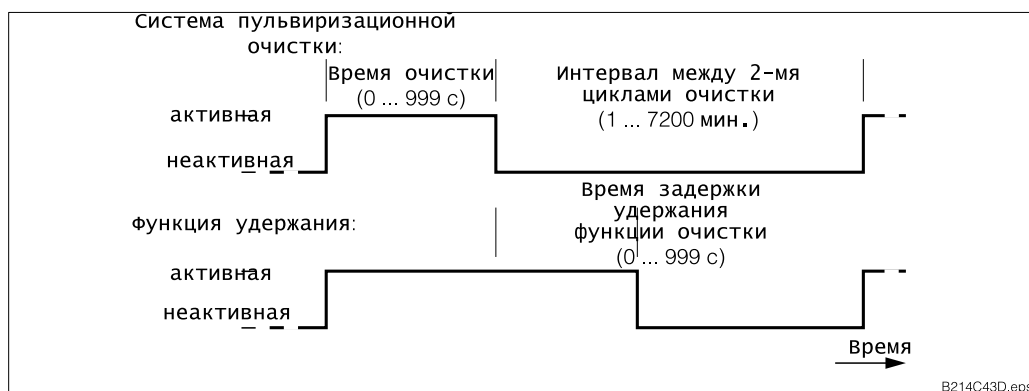 Система пульвиризационной
очистки:
Время очистки
(0 ... 999 с)
Интервал между 2-мя
циклами очистки
(1 ... 7200 мин.)
активная
неактивная
Время задержки
удержания
функции очистки
(0 ... 999 с)
Функция удержания:
активная
неактивная
Время
B214C43D.eps